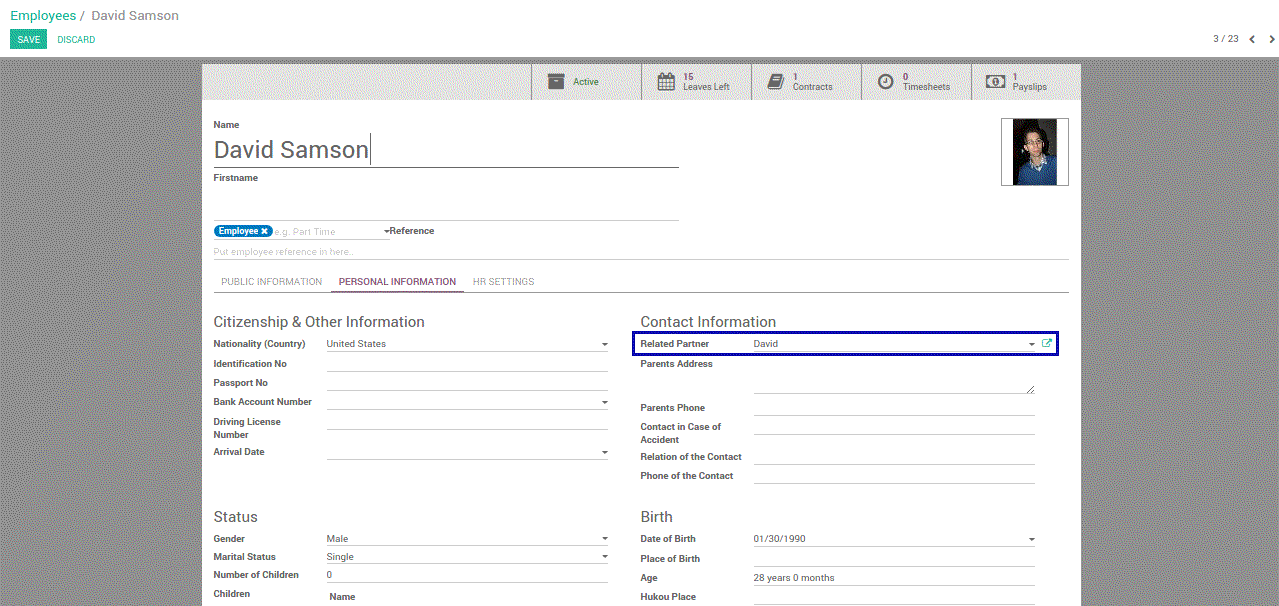 Employees / David Samson
SAVE DISCARD
3 / 23
Active
15 Leaves Left
1 Contracts
0 Timesheets
1 Payslips
Name
David Samson
Firstname
Employee e.g. Part Time Reference
Put employee reference in here..
PUBLIC INFORMATION PERSONAL INFORMATION HR SETTINGS
Citizenship & Other Information
Nationality (Country) United States
Identification No
Passport No
Bank Account Number
Driving License
Number
Arrival Date
Contact Information
Related Partner David
Parents Address
Parents Phone
Contact in Case of
Accident
Relation of the Contact
Phone of the Contact
Status
Gender Male
Marital Status Single
Number of Children 0
Children Name
Birth
Date of Birth 01/30/1990
Place of Birth
Age 28 years 0 months
Hukou Place